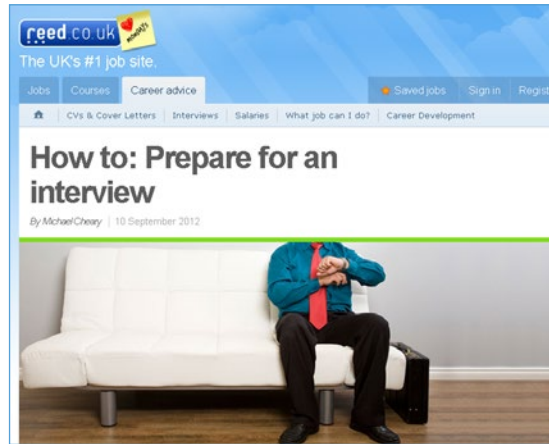 reed.co.uk
MONDAYS
The UK's #1 job site.
Jobs Courses Career advice Saved jobs Sign in Regist
CVs & Cover Letters Interviews Salaries What job can I do? Career Development
How to: Prepare for an
interview
By Michael Cheary 10 September 2012